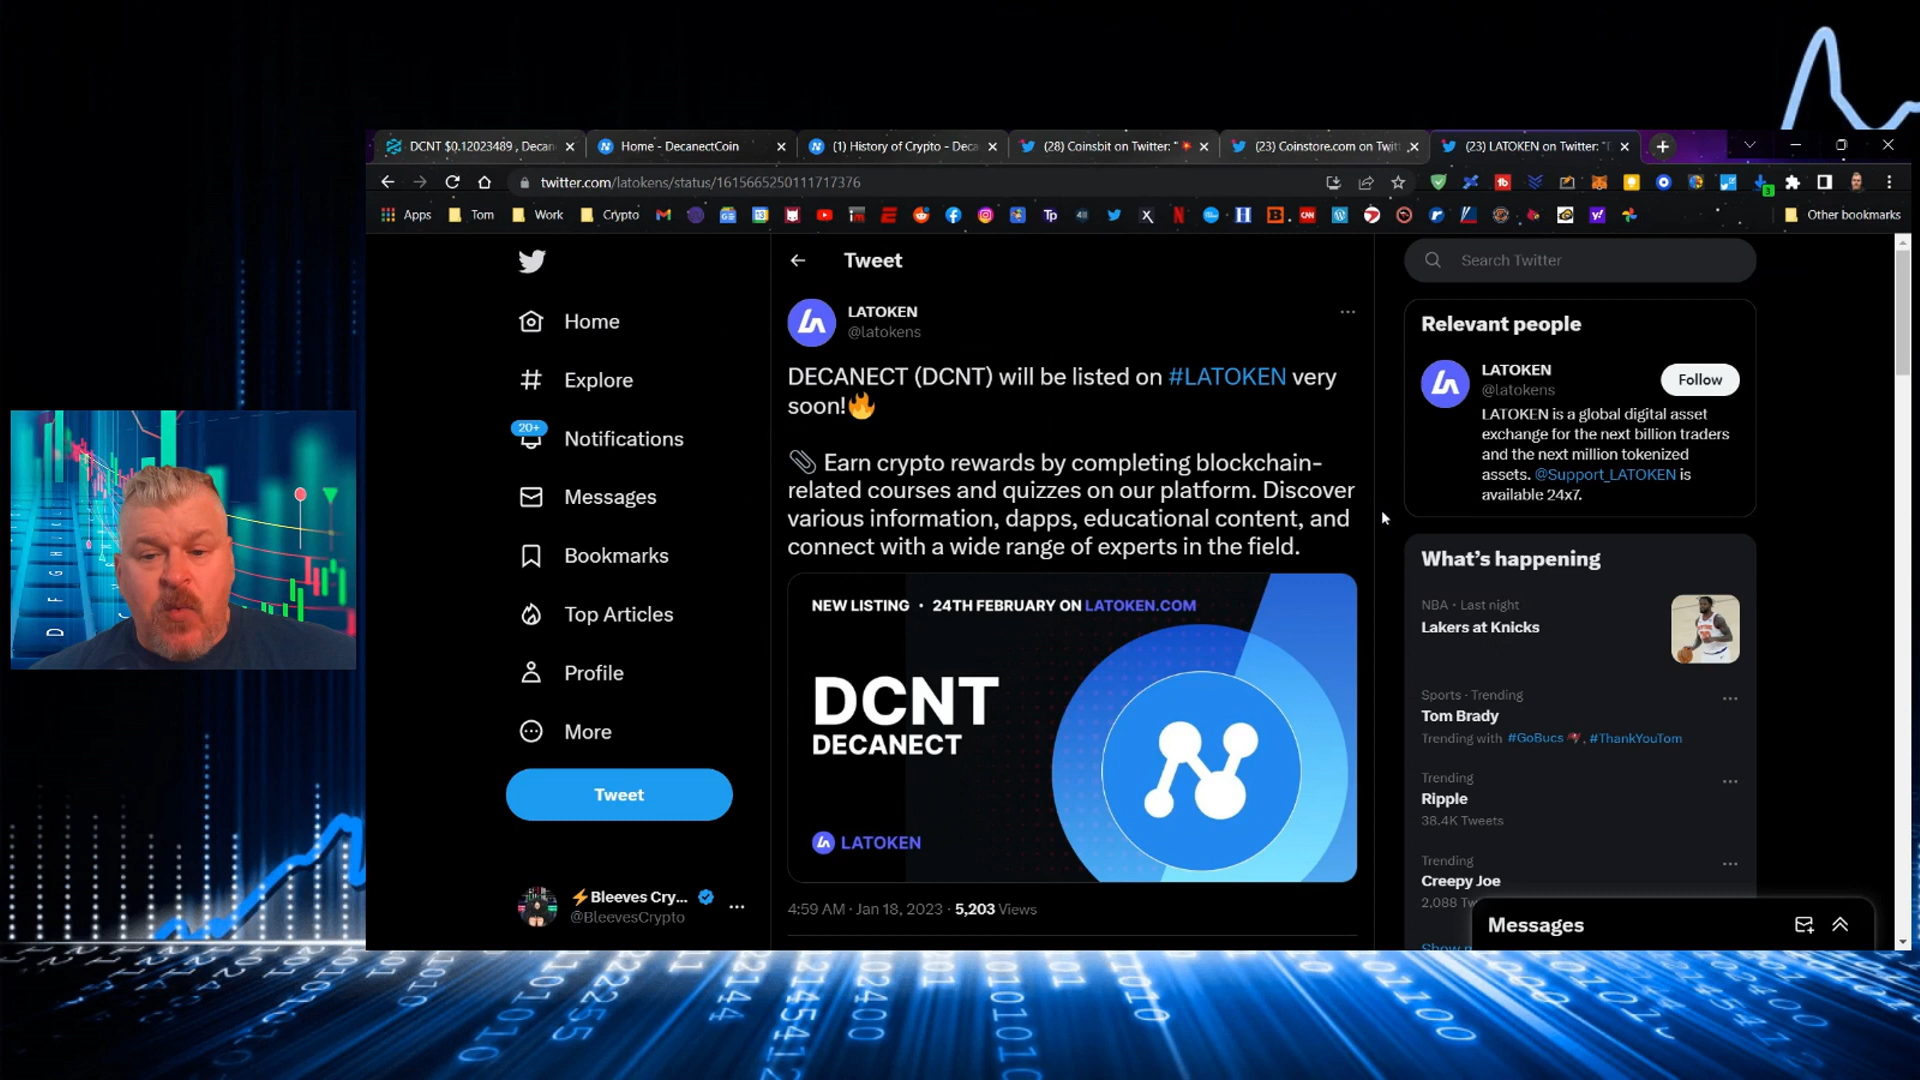 DCNT $0.12023489 , Decan
Home - DecanectCoin
(1) History of Crypto - Deca
(28) Coinsbit on Twitter: "
(23) Coinstore.com on Twitt
(23) LATOKEN on Twitter: "
twitter.com/latokens/status/1615665250111717376
Apps
Tom
Work
Crypto
Other bookmarks
Home
Explore
20+
Notifications
Messages
Bookmarks
Top Articles
Profile
More
Tweet
⚡Bleeves Cry...
@BleevesCrypto
Tweet
LATOKEN
@latokens
DECANECT (DCNT) will be listed on #LATOKEN very
soon!🔥
📎 Earn crypto rewards by completing blockchain-
related courses and quizzes on our platform. Discover
various information, dapps, educational content, and
connect with a wide range of experts in the field.
NEW LISTING • 24TH FEBRUARY ON LATOKEN.COM
DCNT
DECANECT
LATOKEN
4:59 AM · Jan 18, 2023 · 5,203 Views
Search Twitter
Relevant people
LATOKEN
@latokens
Follow
LATOKEN is a global digital asset
exchange for the next billion traders
and the next million tokenized
assets. @Support_LATOKEN is
available 24x7.
What's happening
NBA · Last night
Lakers at Knicks
Sports · Trending
Tom Brady
Trending with #GoBucs, #ThankYouTom
Trending
Ripple
38.4K Tweets
Trending
Creepy Joe
2,088 Tw
Messages